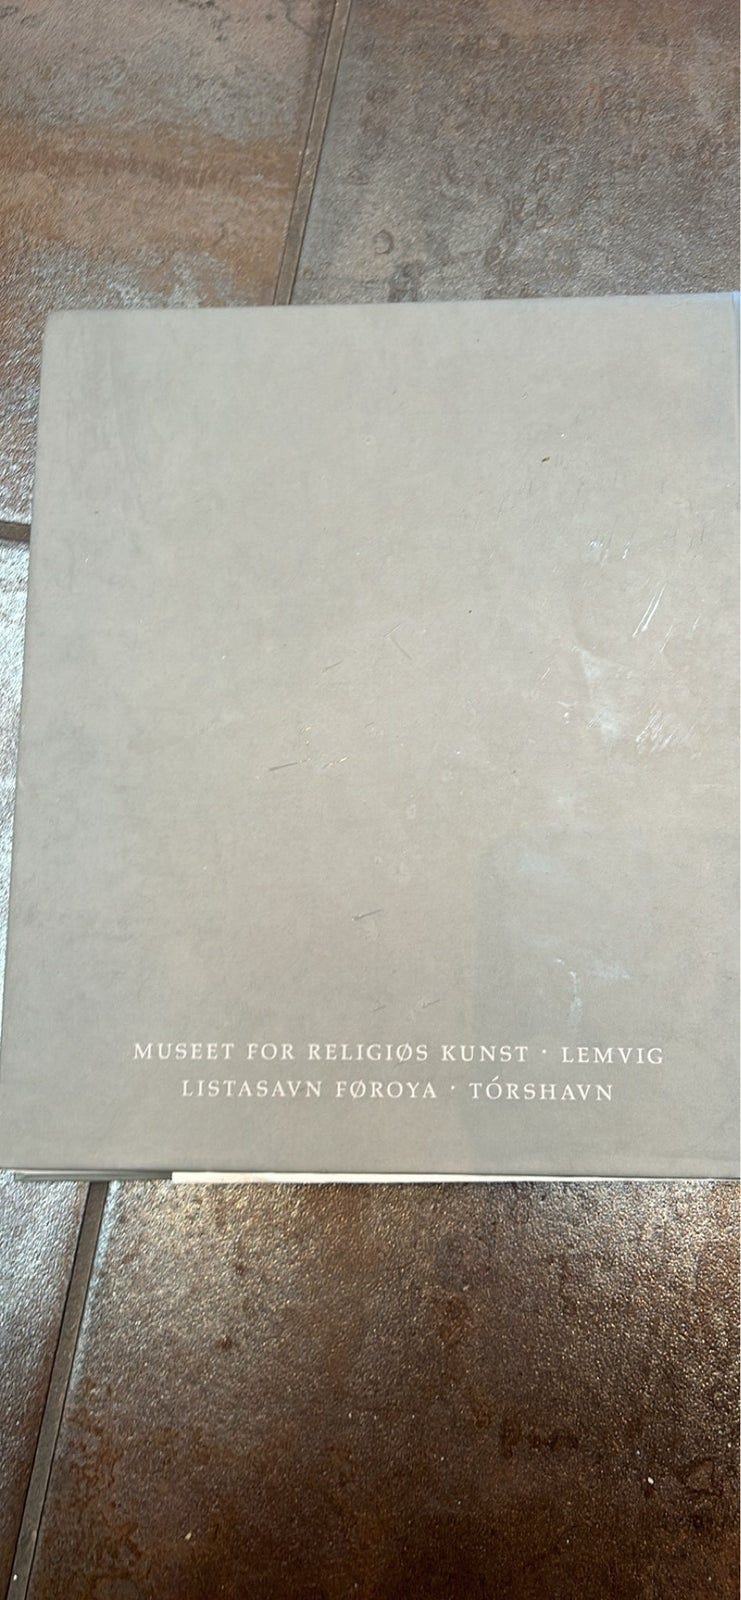 MUSEET FOR RELIGIØS KUNST · LEMVIG
LISTASAVN FØROYA · TÓRSHAVN